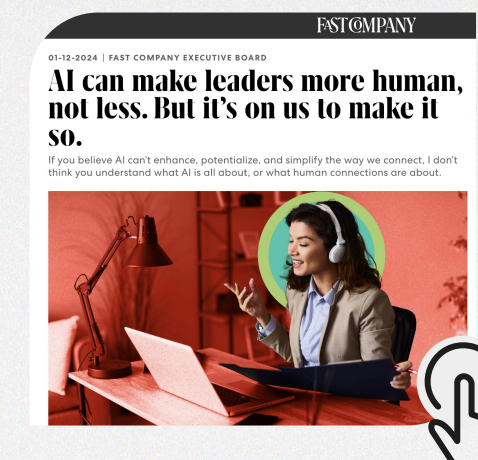 FAST COMPANY
01-12-2024 | FAST COMPANY EXECUTIVE BOARD
AI can make leaders more human,
not less. But it's on us to make it
so.
If you believe AI can't enhance, potentialize, and simplify the way we connect, I don't
think you understand what AI is all about, or what human connections are about.